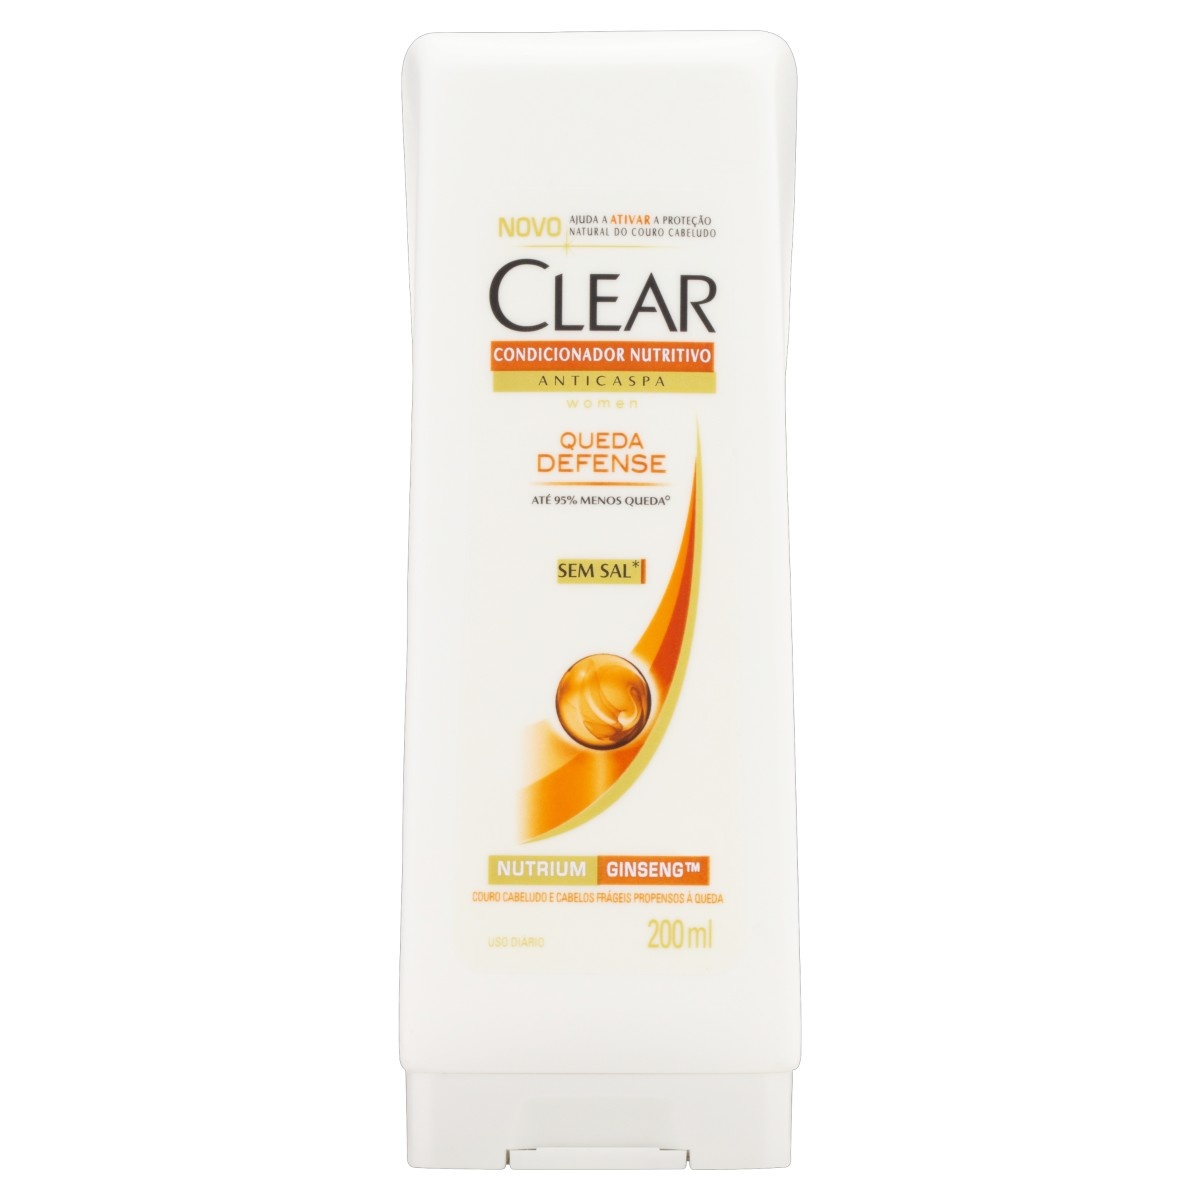 NOVO AJUDA A ATIVAR A PROTEÇÃO
NATURAL DO COURO CABELUDO
CLEAR
CONDICIONADOR NUTRITIVO
ANTICASPA
women
QUEDA
DEFENSE
ATÉ 95% MENOS QUEDA°
SEM SAL*
NUTRIUM GINSENG™
COURO CABELUDO E CABELOS FRÁGEIS PROPENSOS À QUEDA
USO DIÁRIO 200ml